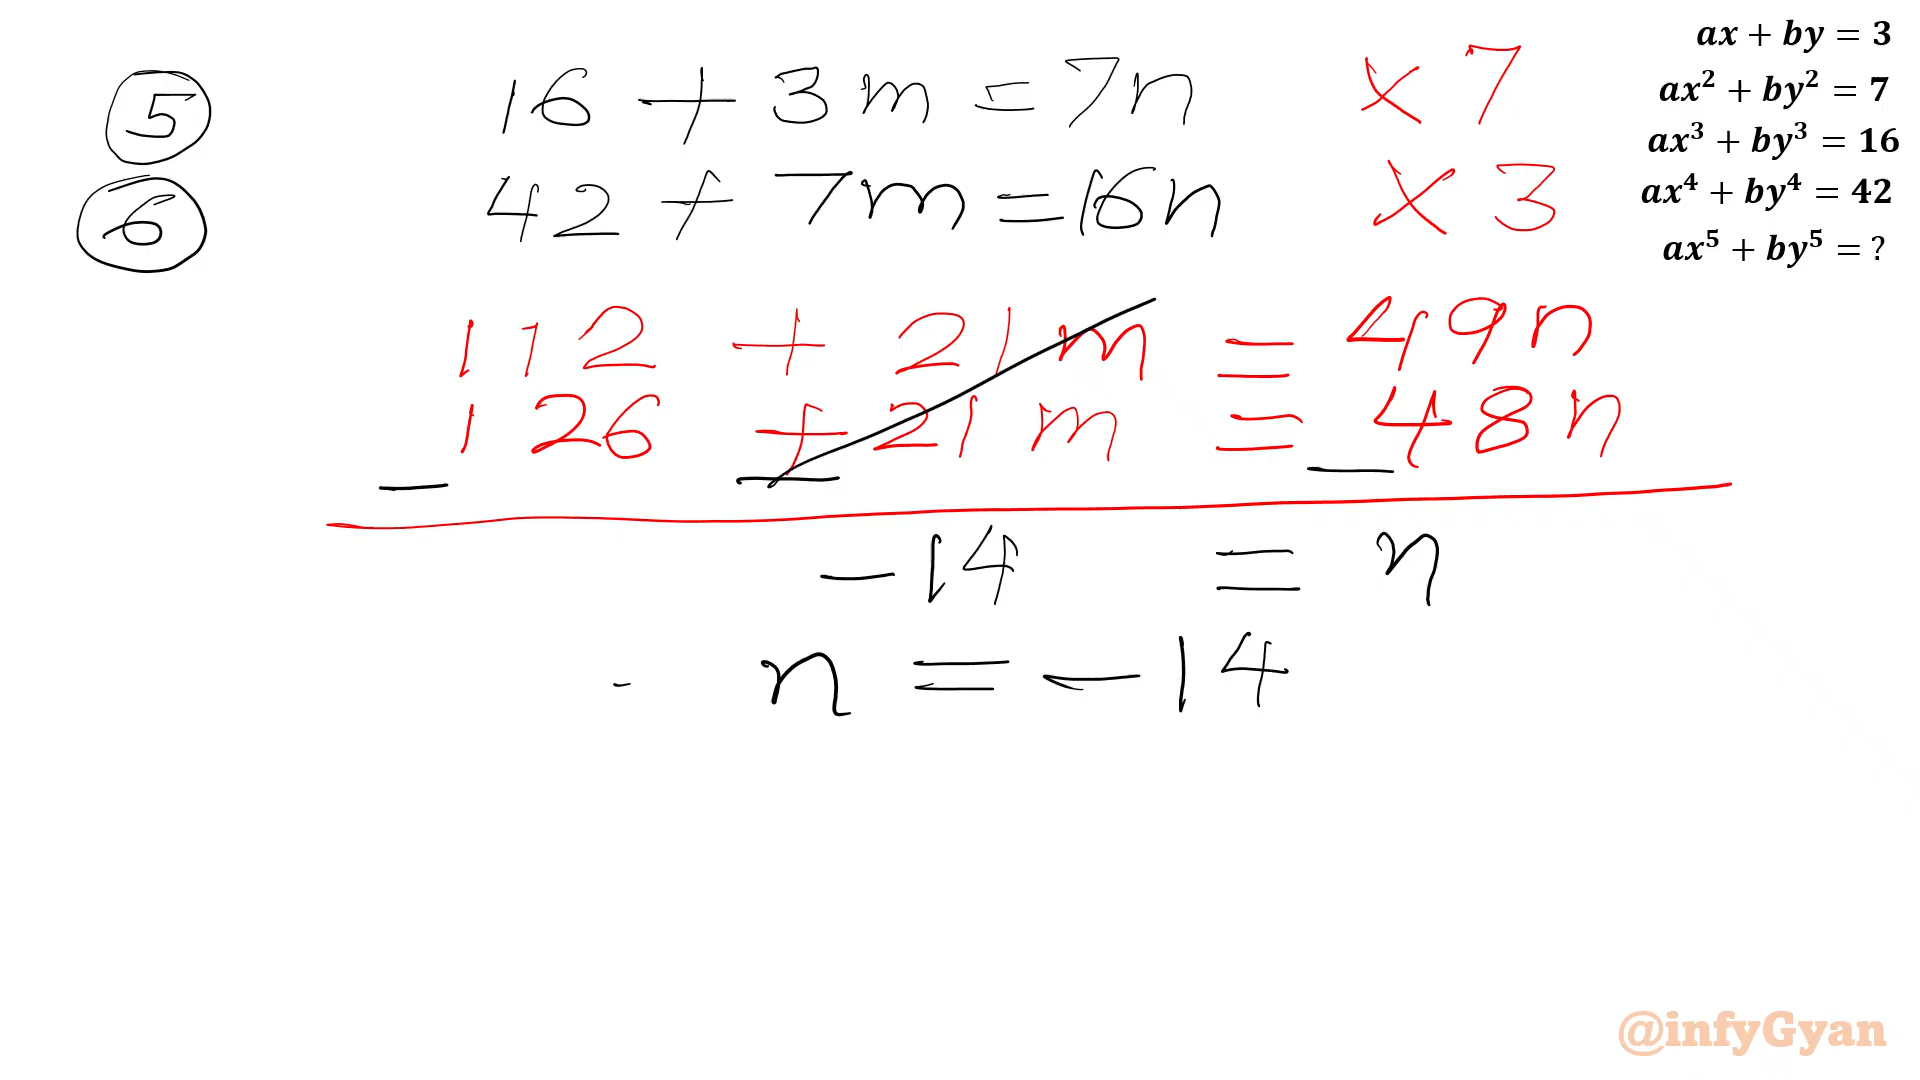 ax + by = 3
ax² + by² = 7
ax³ + by³ = 16
ax⁴ + by⁴ = 42
ax⁵ + by⁵ = ?
5 16 + 3m = 7n × 7
6 42 + 7m = 16n × 3
112 + 21m = 49n
126 + 21m = 48n
− − −
−14 = n
n = −14
@infyGyan